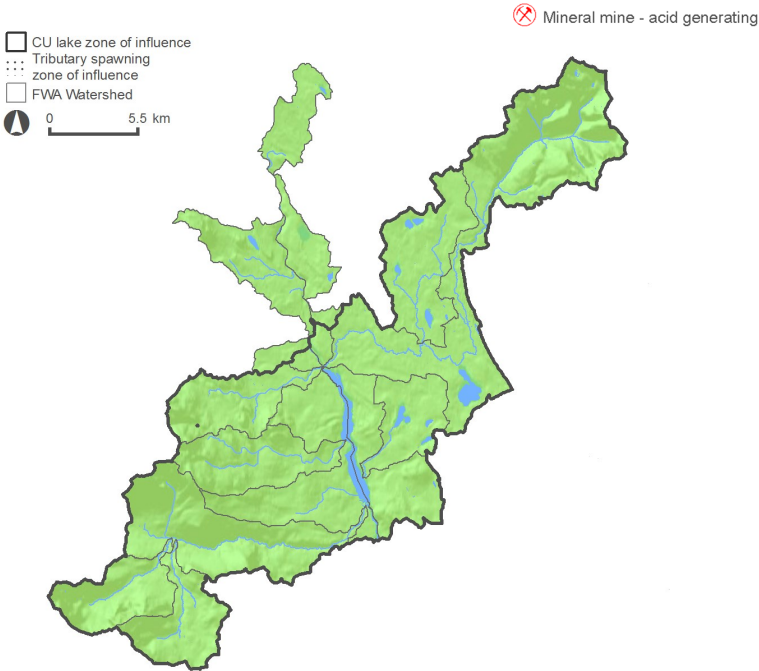 Mineral mine - acid generating
CU lake zone of influence
Tributary spawning
zone of influence
FWA Watershed
0 5.5 km